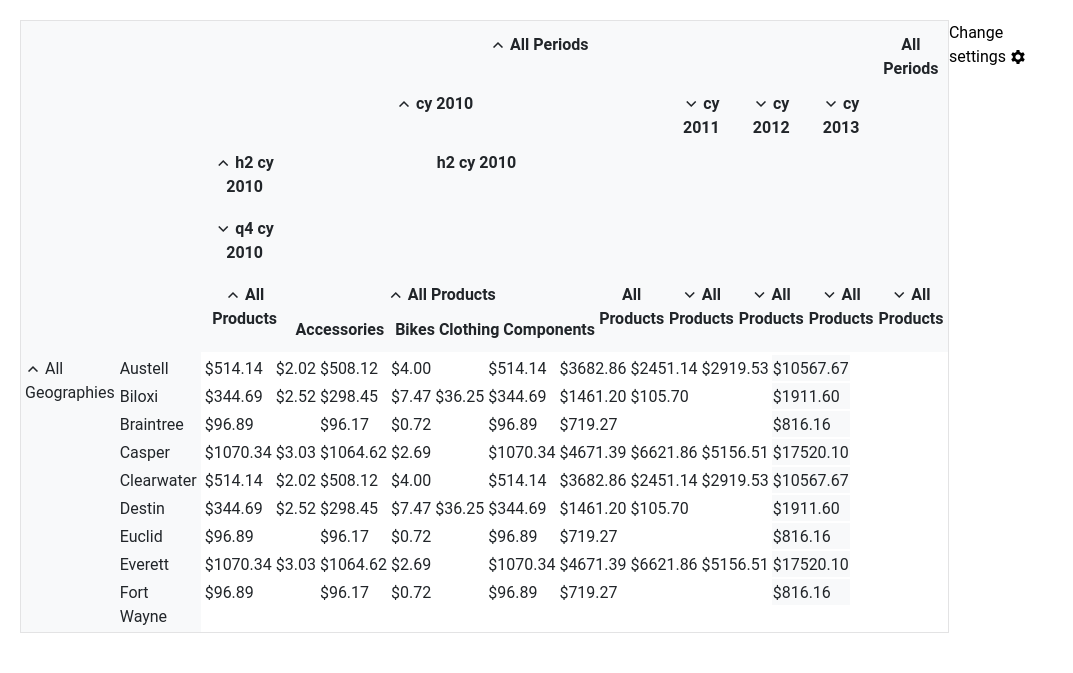 All Periods
All Periods
Change settings
cy 2010
cy 2011
cy 2012
cy 2013
h2 cy 2010
h2 cy 2010
q4 cy 2010
All Products
All Products
All Products
All Products
All Products
All Products
All Products
Accessories Bikes Clothing Components
All Geographies
Austell $514.14 $2.02 $508.12 $4.00 $514.14 $3682.86 $2451.14 $2919.53 $10567.67
Biloxi $344.69 $2.52 $298.45 $7.47 $36.25 $344.69 $1461.20 $105.70 $1911.60
Braintree $96.89 $96.17 $0.72 $96.89 $719.27 $816.16
Casper $1070.34 $3.03 $1064.62 $2.69 $1070.34 $4671.39 $6621.86 $5156.51 $17520.10
Clearwater $514.14 $2.02 $508.12 $4.00 $514.14 $3682.86 $2451.14 $2919.53 $10567.67
Destin $344.69 $2.52 $298.45 $7.47 $36.25 $344.69 $1461.20 $105.70 $1911.60
Euclid $96.89 $96.17 $0.72 $96.89 $719.27 $816.16
Everett $1070.34 $3.03 $1064.62 $2.69 $1070.34 $4671.39 $6621.86 $5156.51 $17520.10
Fort Wayne $96.89 $96.17 $0.72 $96.89 $719.27 $816.16